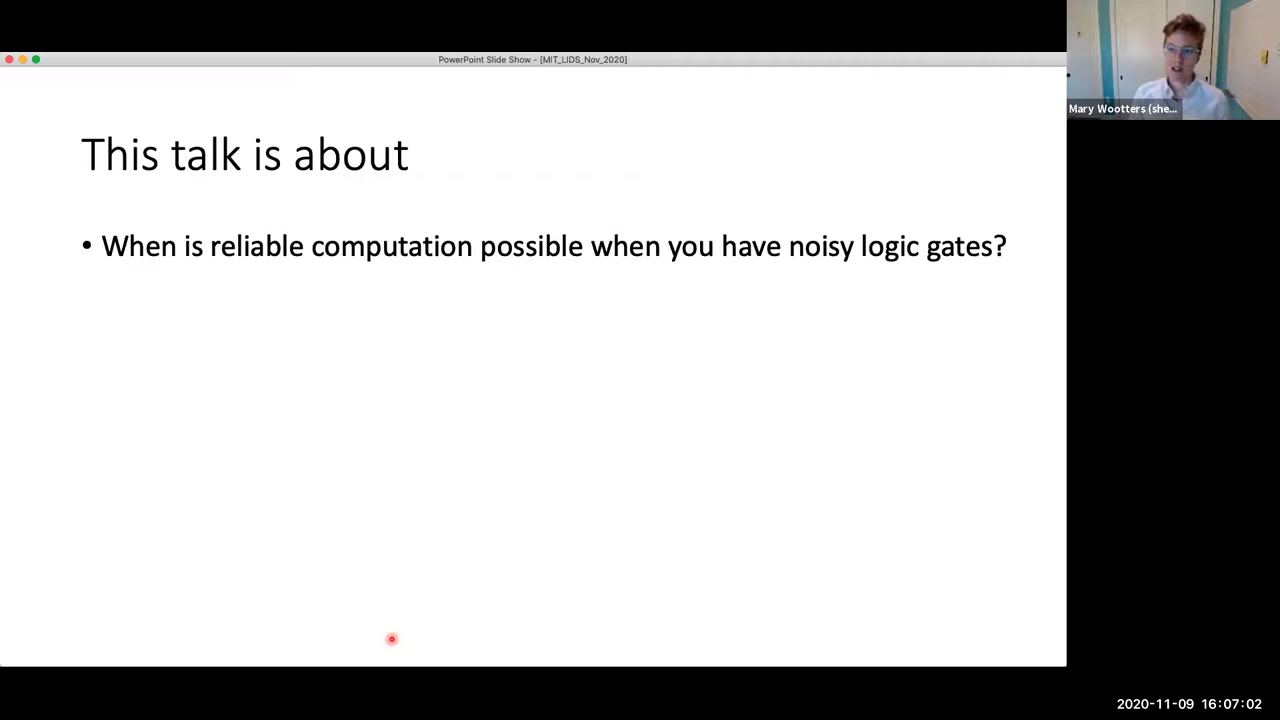 PowerPoint Slide Show - [MIT_LIDS_Nov_2020]
This talk is about
• When is reliable computation possible when you have noisy logic gates?
Mary Wootters (she...
2020-11-09 16:07:02